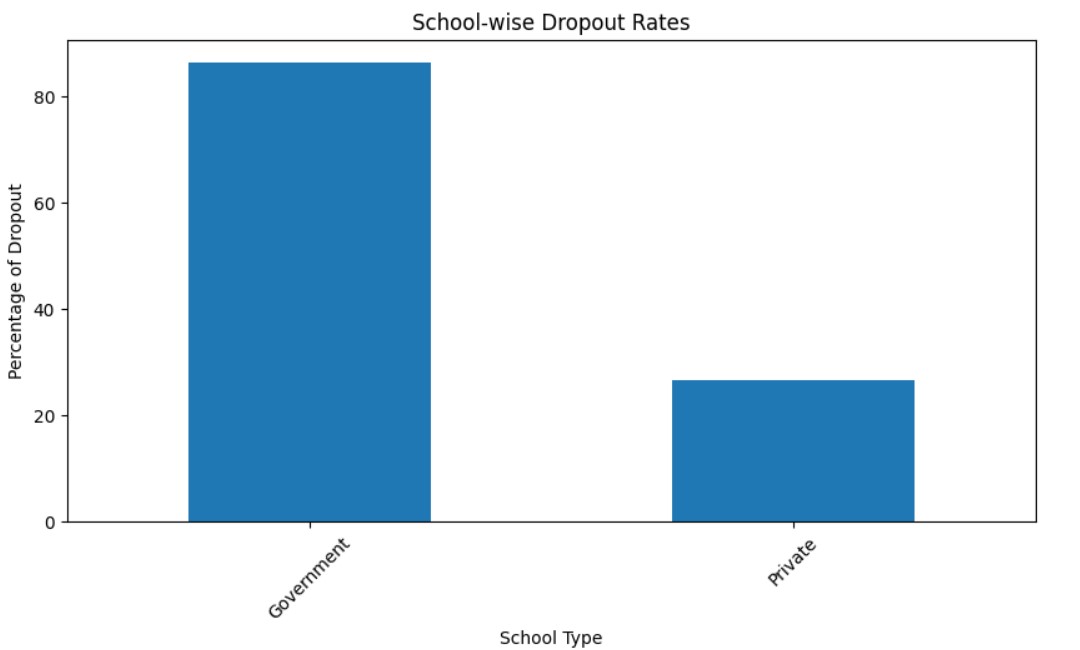 School-wise Dropout Rates
Percentage of Dropout
80
60
40
20
0
Government
Private
School Type